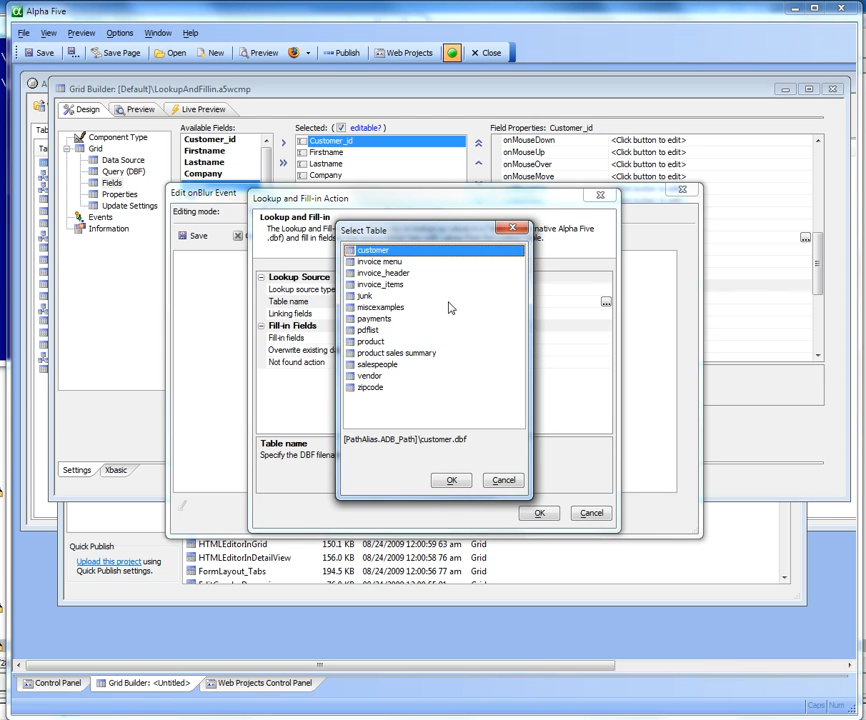 Alpha Five
File View Preview Options Window Help
Save Save Page Open New Preview Publish Web Projects Close
Grid Builder: [Default]\LookupAndFillin.a5wcmp
Design Preview Live Preview
Component Type
Grid
Data Source
Query (DBF)
Fields
Properties
Update Settings
Events
Information
Available Fields:
Customer_id
Firstname
Lastname
Company
Selected: ( editable? )
Customer_id
Firstname
Lastname
Company
Field Properties: Customer_id
onMouseDown <Click button to edit>
onMouseUp <Click button to edit>
onMouseOver <Click button to edit>
onMouseMove <Click button to edit>
Edit onBlur Event
Editing mode:
Save
Lookup and Fill-in Action
Lookup and Fill-in
The Lookup and Fill-
.dbf) and fill in fields
native Alpha Five
de.
Lookup Source
Lookup source type
Table name
Linking fields
Fill-in Fields
Fill-in fields
Overwrite existing d
Not found action
Table name
Specify the DBF filena
OK Cancel
Select Table
customer
invoice menu
invoice_header
invoice_items
junk
miscexamples
payments
pdflist
product
product sales summary
salespeople
vendor
zipcode
[PathAlias.ADB_Path]\customer.dbf
OK Cancel
Settings Xbasic
Quick Publish
Upload this project using
Quick Publish settings.
HTMLEditorInGrid 150.1 KB 08/24/2009 12:00:59 63 am Grid
HTMLEditorInDetailView 156.0 KB 08/24/2009 12:00:58 76 am Grid
FormLayout_Tabs 194.5 KB 08/24/2009 12:00:56 77 am Grid
Control Panel Grid Builder: <Untitled> Web Projects Control Panel
Caps Num